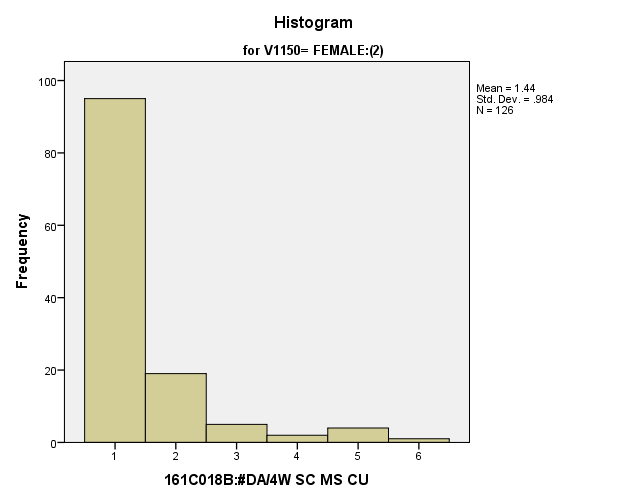 Histogram
for V1150= FEMALE:(2)
Mean = 1.44
Std. Dev. = .984
N = 126
100
80
60
40
20
0
Frequency
1 2 3 4 5 6
161C018B:#DA/4W SC MS CU